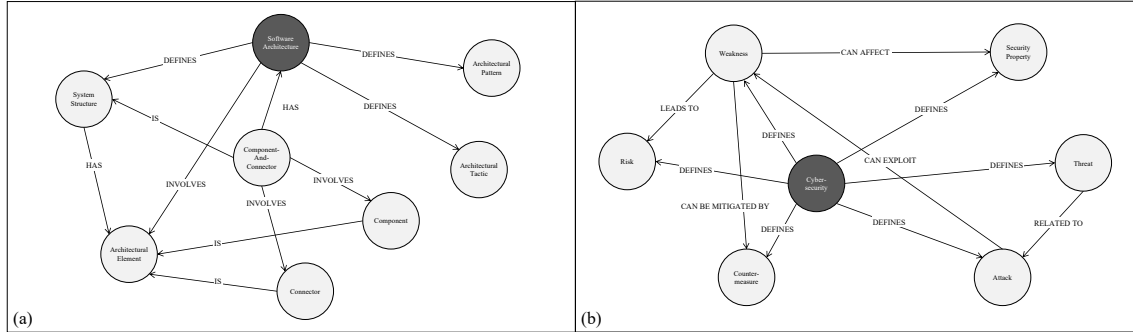 Software
Architecture
DEFINES
DEFINES
Architectural
Pattern
System
Structure
HAS
DEFINES
IS
Component-
And-
Connector
Architectural
Tactic
HAS
INVOLVES
INVOLVES
INVOLVES
Component
IS
Architectural
Element
IS
Connector
(a)
Weakness
CAN AFFECT
Security
Property
LEADS TO
DEFINES
DEFINES
CAN EXPLOIT
Risk
DEFINES
Cyber-
security
DEFINES
Threat
CAN BE MITIGATED BY
DEFINES
DEFINES
RELATED TO
Counter-
measure
Attack
(b)